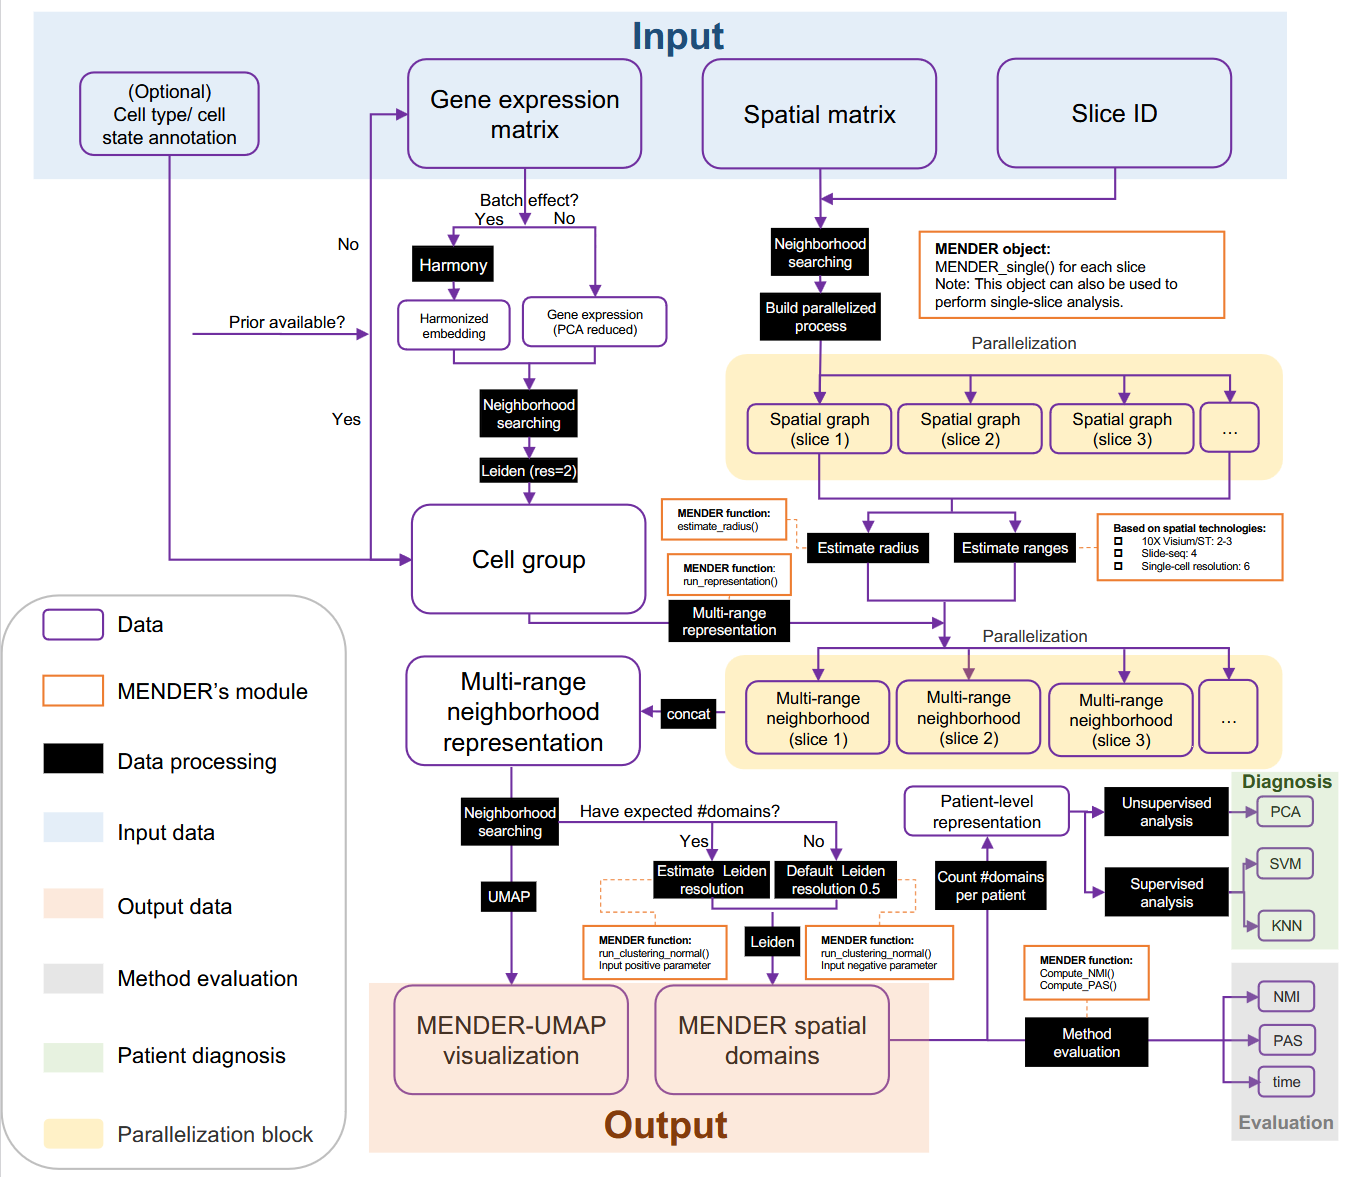 Input
(Optional)
Cell type/ cell
state annotation
Gene expression
matrix
Spatial matrix
Slice ID
Batch effect?
Yes
No
Harmony
Harmonized
embedding
Gene expression
(PCA reduced)
No
Prior available?
Yes
Neighborhood
searching
Leiden (res=2)
Cell group
Neighborhood
searching
Build parallelized
process
MENDER object:
MENDER_single() for each slice
Note: This object can also be used to
perform single-slice analysis.
Parallelization
Spatial graph
(slice 1)
Spatial graph
(slice 2)
Spatial graph
(slice 3)
...
MENDER function:
estimate_radius()
Estimate radius
Estimate ranges
Based on spatial technologies:
10X Visium/ST: 2-3
Slide-seq: 4
Single-cell resolution: 6
MENDER function:
run_representation()
Multi-range
representation
Parallelization
Multi-range
neighborhood
(slice 1)
Multi-range
neighborhood
(slice 2)
Multi-range
neighborhood
(slice 3)
...
concat
Multi-range
neighborhood
representation
Neighborhood
searching
Have expected #domains?
Yes
No
UMAP
Estimate Leiden
resolution
Default Leiden
resolution 0.5
MENDER function:
run_clustering_normal()
Input positive parameter
Leiden
MENDER function:
run_clustering_normal()
Input negative parameter
MENDER-UMAP
visualization
MENDER spatial
domains
Output
Patient-level
representation
Count #domains
per patient
Unsupervised
analysis
Supervised
analysis
Diagnosis
PCA
SVM
KNN
MENDER function:
Compute_NMI()
Compute_PAS()
Method
evaluation
NMI
PAS
time
Evaluation
Data
MENDER's module
Data processing
Input data
Output data
Method evaluation
Patient diagnosis
Parallelization block